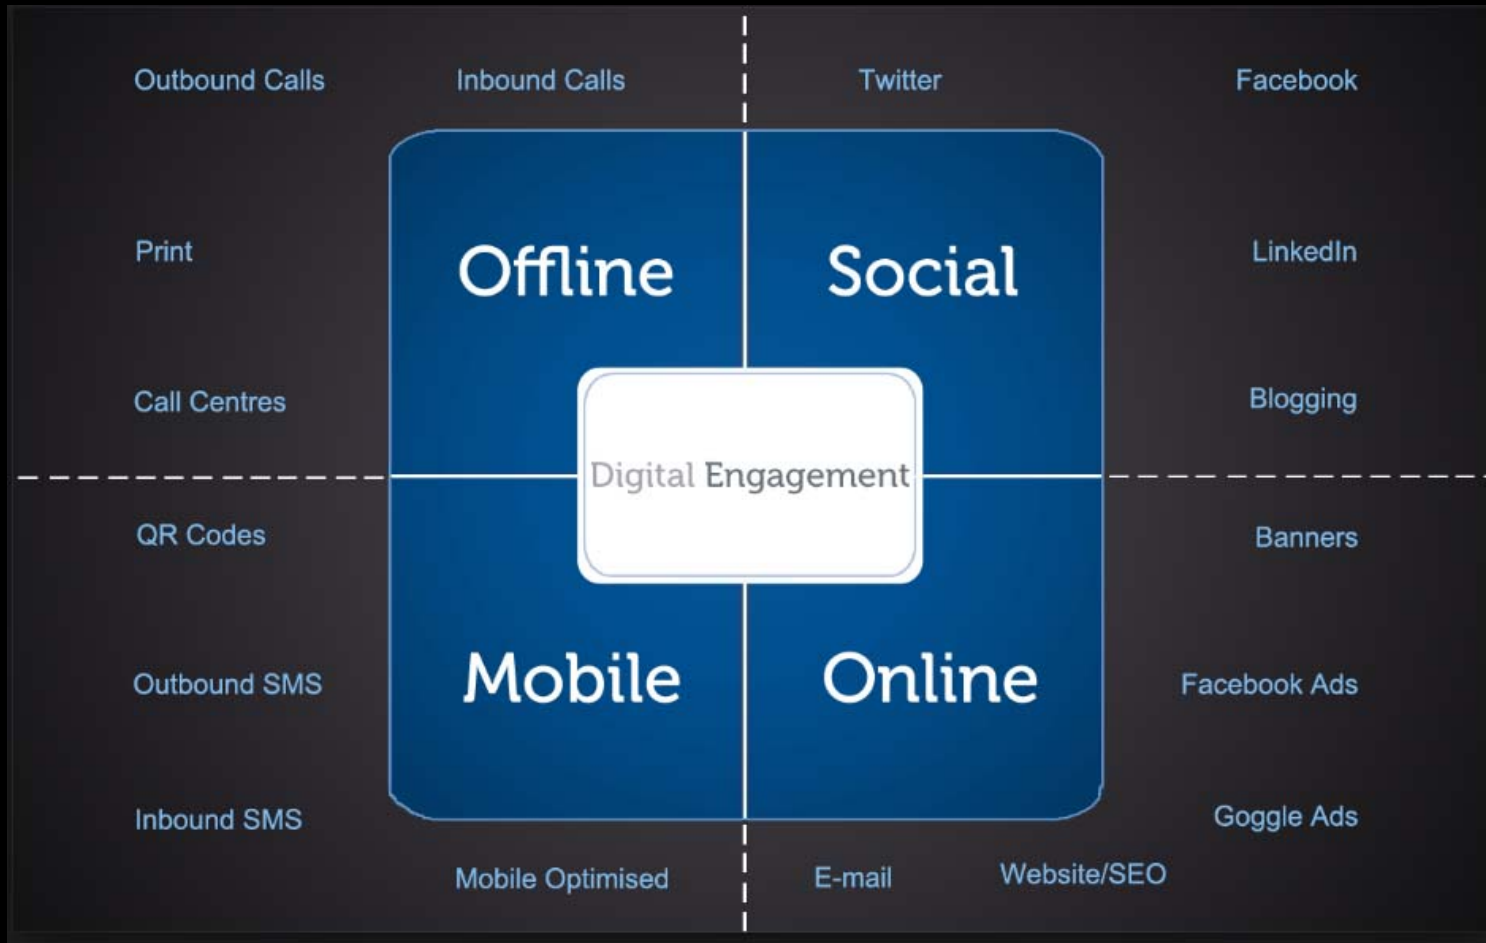 Outbound Calls
Inbound Calls
Twitter
Facebook
Print
Offline
Social
LinkedIn
Call Centres
Blogging
Digital Engagement
QR Codes
Banners
Mobile
Online
Outbound SMS
Facebook Ads
Inbound SMS
Goggle Ads
Mobile Optimised
E-mail
Website/SEO